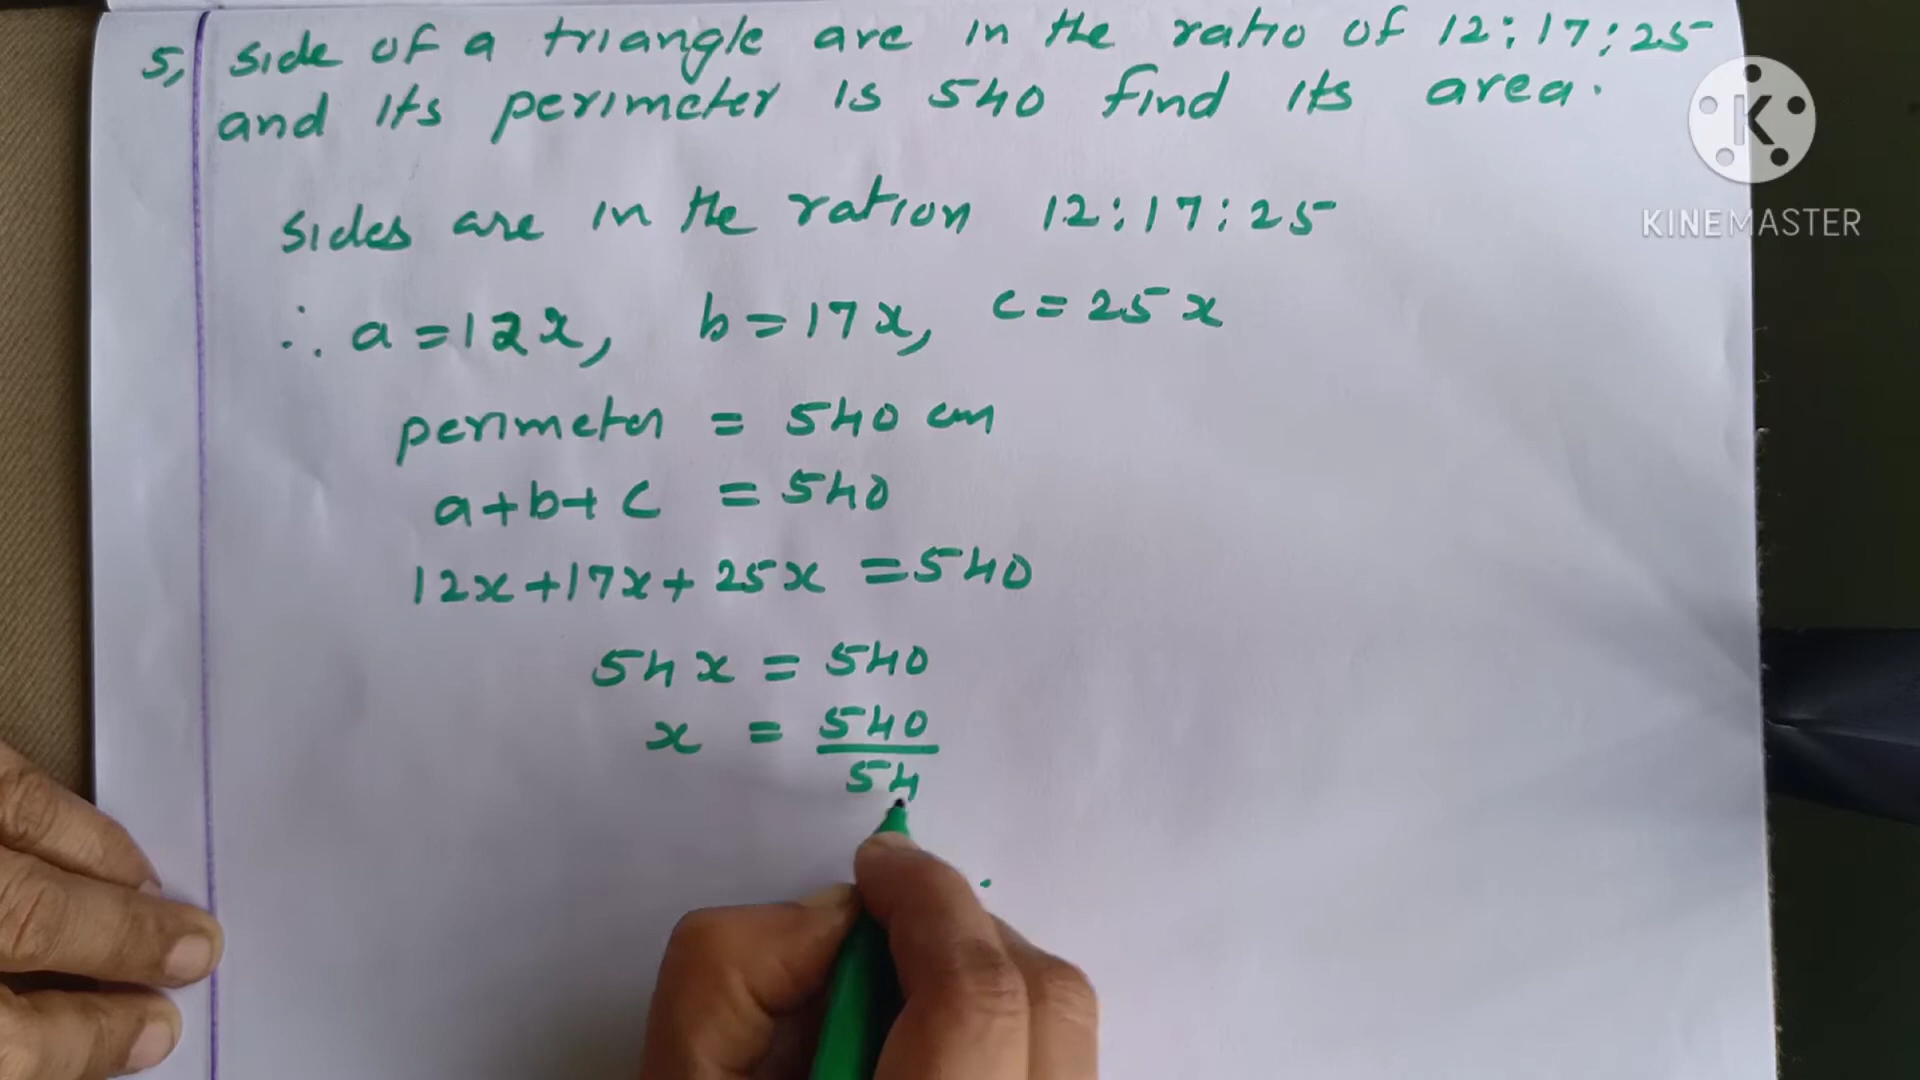 5, side of a triangle are in the ratio of 12:17:25
and its perimeter is 540 find its area.
K
KINEMASTER
sides are in the ration 12:17:25
∴ a=12x, b=17x, c=25x
perimeter = 540 cm
a+b+c = 540
12x+17x+25x =540
54x = 540
x = 540
54